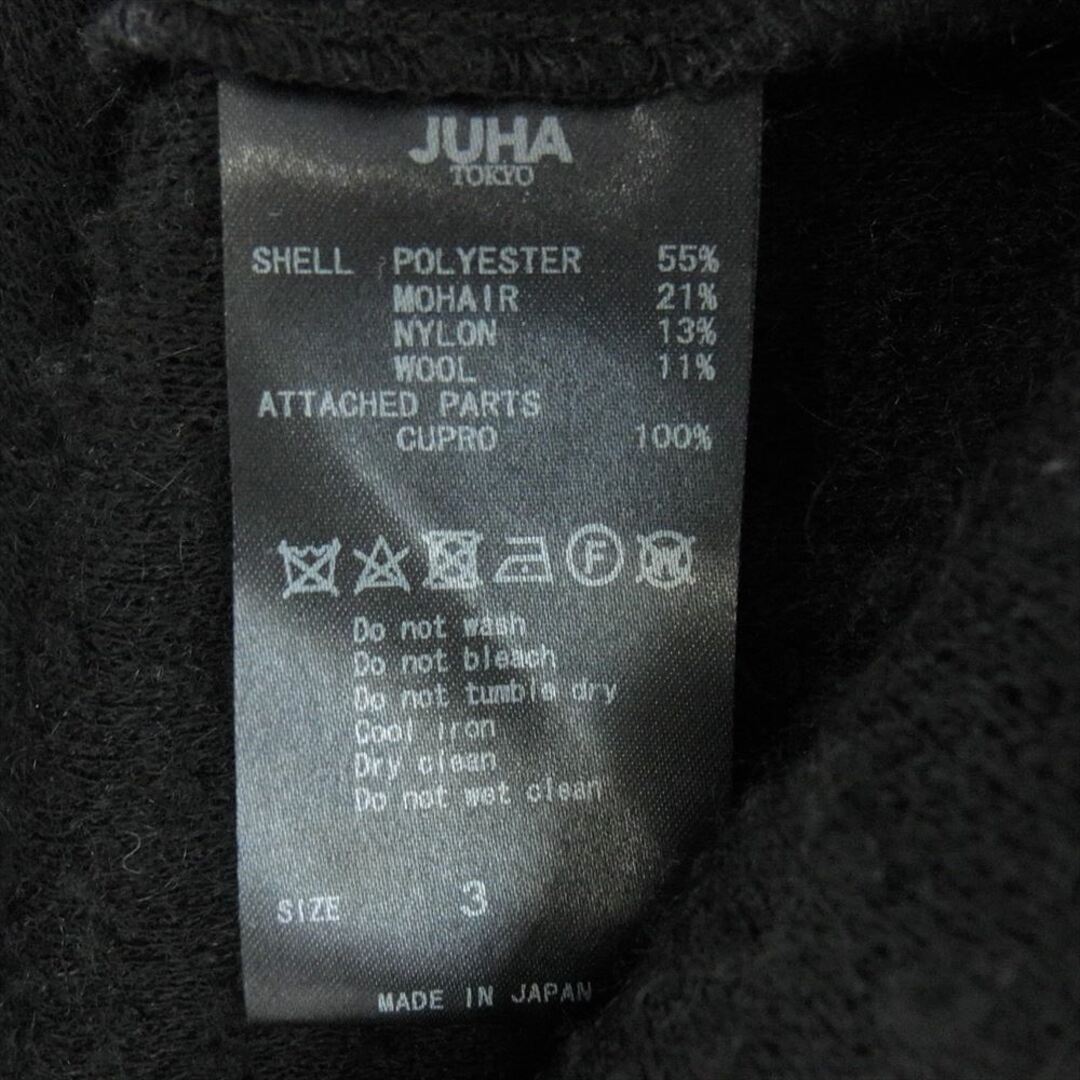 JUHA
TOKYO
SHELL POLYESTER 55%
MOHAIR 21%
NYLON 13%
WOOL 11%
ATTACHED PARTS
CUPRO 100%
F W
Do not wash
Do not bleach
Do not tumble dry
Cool iron
Dry clean
Do not wet clean
SIZE 3
MADE IN JAPAN